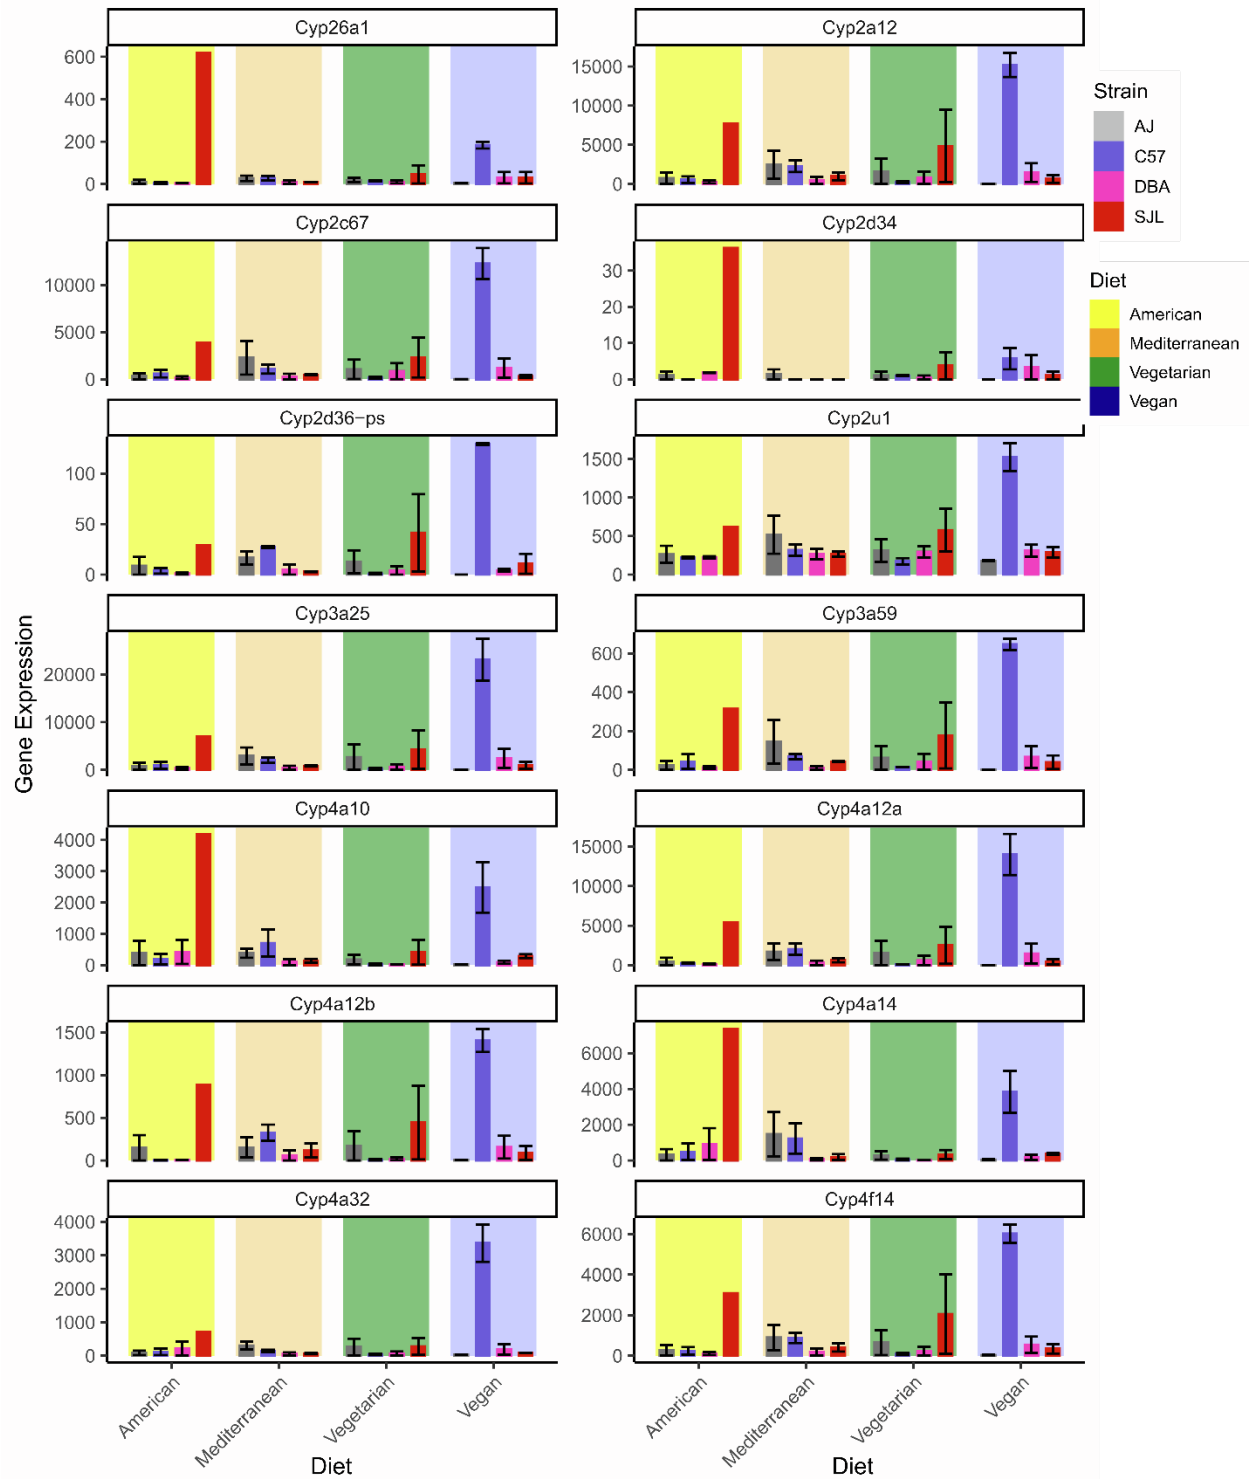 Cyp26a1
Cyp2a12
600
400
200
0
15000
10000
5000
0
Strain
AJ
C57
DBA
SJL
Cyp2c67
Cyp2d34
10000
5000
0
30
20
10
0
Diet
American
Mediterranean
Vegetarian
Vegan
Cyp2d36−ps
Cyp2u1
100
50
0
1500
1000
500
0
Cyp3a25
Cyp3a59
20000
10000
0
600
400
200
0
Gene Expression
Cyp4a10
Cyp4a12a
4000
3000
2000
1000
0
15000
10000
5000
0
Cyp4a12b
Cyp4a14
1500
1000
500
0
6000
4000
2000
0
Cyp4a32
Cyp4f14
4000
3000
2000
1000
0
6000
4000
2000
0
American
Mediterranean
Vegetarian
Vegan
American
Mediterranean
Vegetarian
Vegan
Diet
Diet